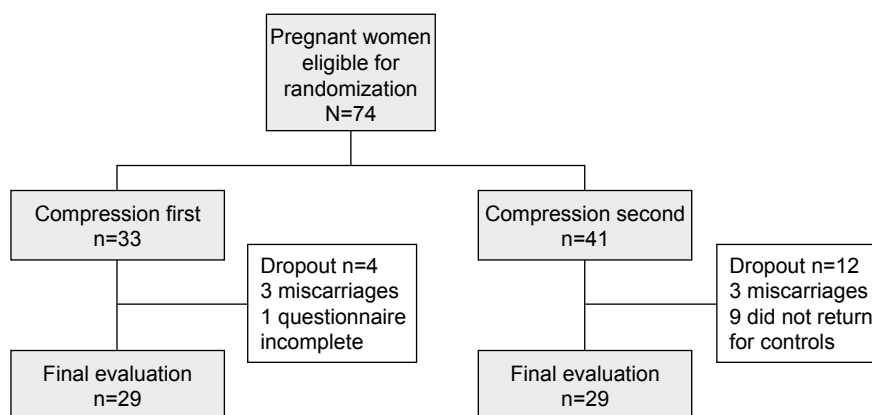 Pregnant women
eligible for
randomization
N=74
Compression first
n=33
Compression second
n=41
Dropout n=4
3 miscarriages
1 questionnaire
incomplete
Dropout n=12
3 miscarriages
9 did not return
for controls
Final evaluation
n=29
Final evaluation
n=29